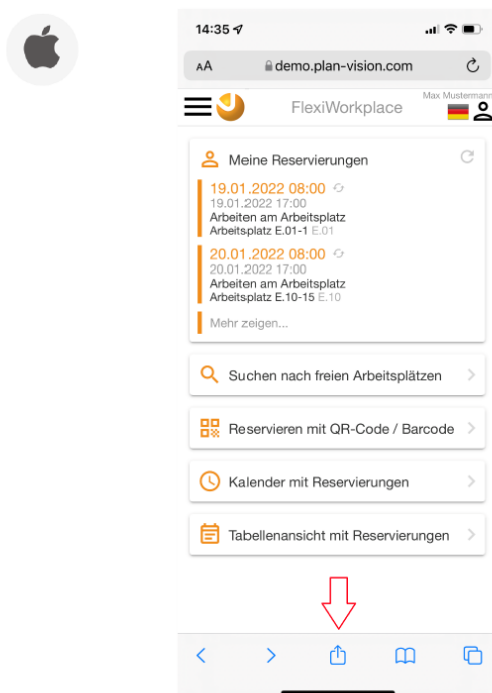 14:35
AA demo.plan-vision.com
Max Mustermann
FlexiWorkplace
Meine Reservierungen
19.01.2022 08:00
19.01.2022 17:00
Arbeiten am Arbeitsplatz
Arbeitsplatz E.01-1 E.01
20.01.2022 08:00
20.01.2022 17:00
Arbeiten am Arbeitsplatz
Arbeitsplatz E.10-15 E.10
Mehr zeigen...
Suchen nach freien Arbeitsplätzen
Reservieren mit QR-Code / Barcode
Kalender mit Reservierungen
Tabellenansicht mit Reservierungen